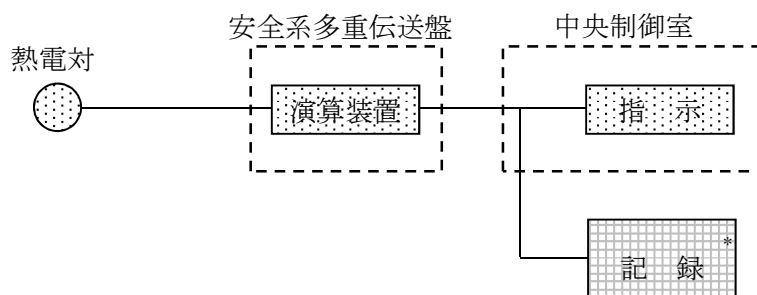 安全系多重伝送盤
中央制御室
熱電対
演算装置
指 示
*
記 録